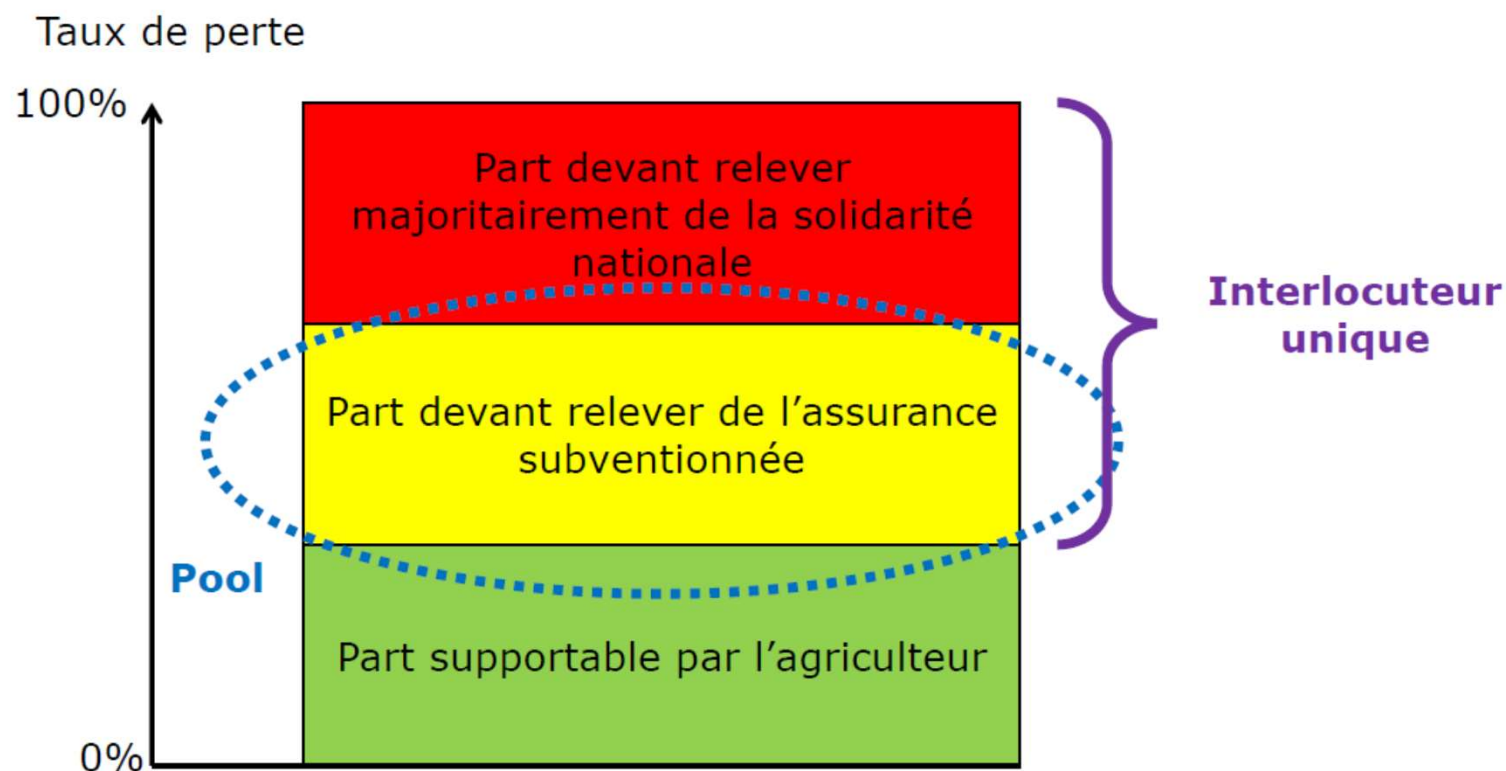 Taux de perte
100%
Part devant relever
majoritairement de la solidarité
nationale
Interlocuteur
unique
Part devant relever de l’assurance
subventionnée
Pool
Part supportable par l’agriculteur
0%